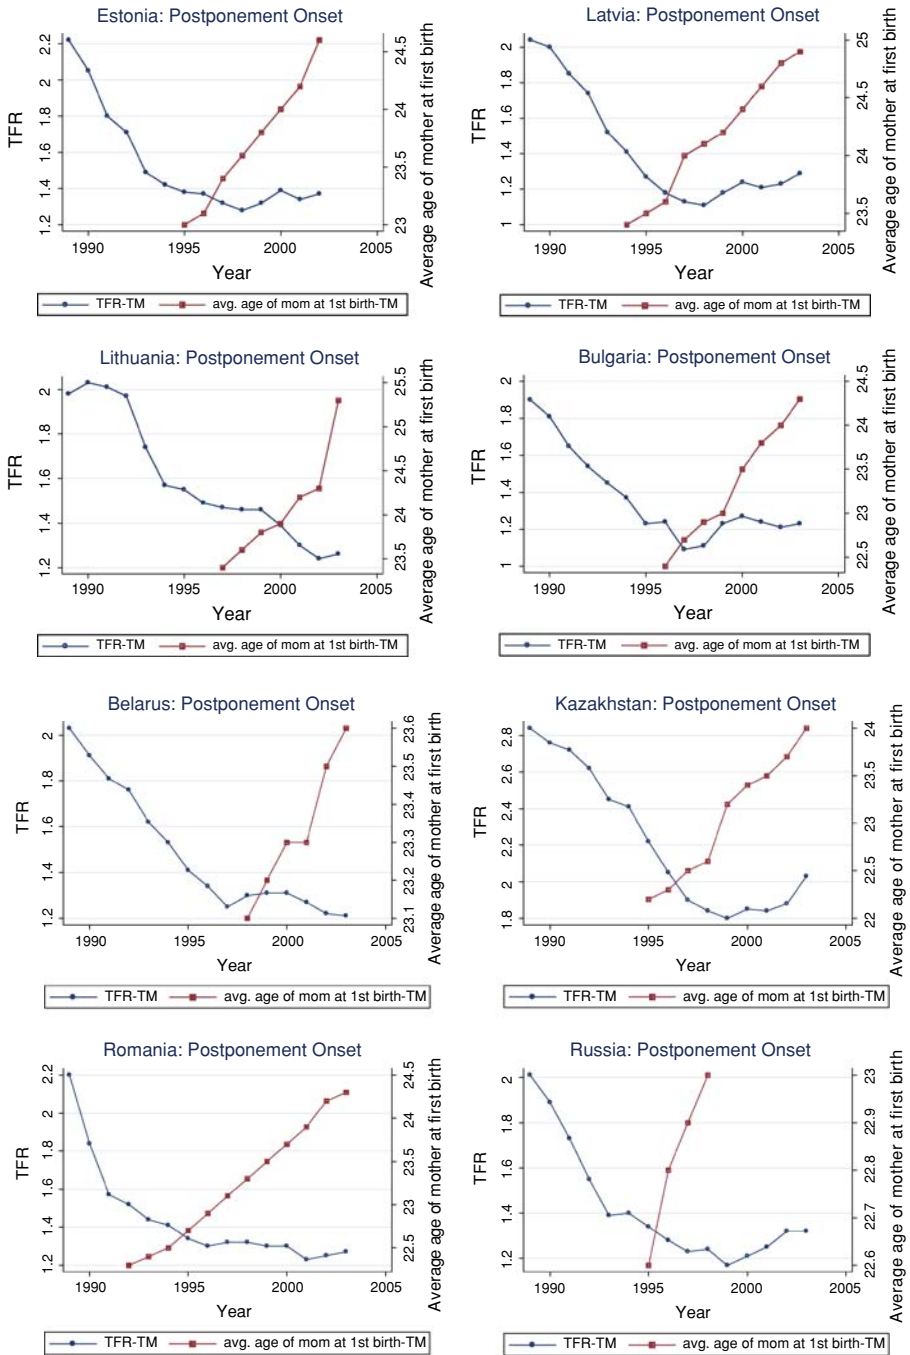 Estonia: Postponement Onset
TFR
2.2
2
1.8
1.6
1.4
1.2
24.5
24
23.5
23
Average age of mother at first birth
1990
1995
2000
2005
Year
TFR-TM
avg. age of mom at 1st birth-TM
Latvia: Postponement Onset
TFR
2
1.8
1.6
1.4
1.2
1
25
24.5
24
23.5
Average age of mother at first birth
1990
1995
2000
2005
Year
TFR-TM
avg. age of mom at 1st birth-TM
Lithuania: Postponement Onset
TFR
2
1.8
1.6
1.4
1.2
25.5
25
24.5
24
23.5
Average age of mother at first birth
1990
1995
2000
2005
Year
TFR-TM
avg. age of mom at 1st birth-TM
Bulgaria: Postponement Onset
TFR
2
1.8
1.6
1.4
1.2
1
24.5
24
23.5
23
22.5
Average age of mother at first birth
1990
1995
2000
2005
Year
TFR-TM
avg. age of mom at 1st birth-TM
Belarus: Postponement Onset
TFR
2
1.8
1.6
1.4
1.2
23.6
23.5
23.4
23.3
23.2
23.1
Average age of mother at first birth
1990
1995
2000
2005
Year
TFR-TM
avg. age of mom at 1st birth-TM
Kazakhstan: Postponement Onset
TFR
2.8
2.6
2.4
2.2
2
1.8
24
23.5
23
22.5
22
Average age of mother at first birth
1990
1995
2000
2005
Year
TFR-TM
avg. age of mom at 1st birth-TM
Romania: Postponement Onset
TFR
2.2
2
1.8
1.6
1.4
1.2
24.5
24
23.5
23
22.5
Average age of mother at first birth
1990
1995
2000
2005
Year
TFR-TM
avg. age of mom at 1st birth-TM
Russia: Postponement Onset
TFR
2
1.8
1.6
1.4
1.2
23
22.9
22.8
22.7
22.6
Average age of mother at first birth
1990
1995
2000
2005
Year
TFR-TM
avg. age of mom at 1st birth-TM